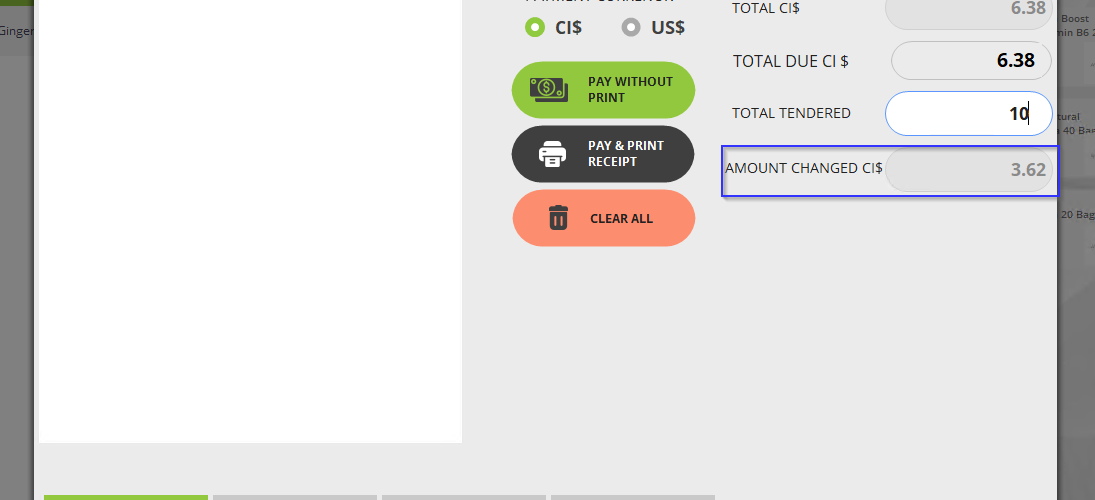 TOTAL CI$
6.38
Boost
min B6 2
Ginger
CI$
US$
TOTAL DUE CI $
6.38
PAY WITHOUT
PRINT
TOTAL TENDERED
10
tural
40 Bag
PAY & PRINT
RECEIPT
AMOUNT CHANGED CI$
3.62
CLEAR ALL
20 Bag